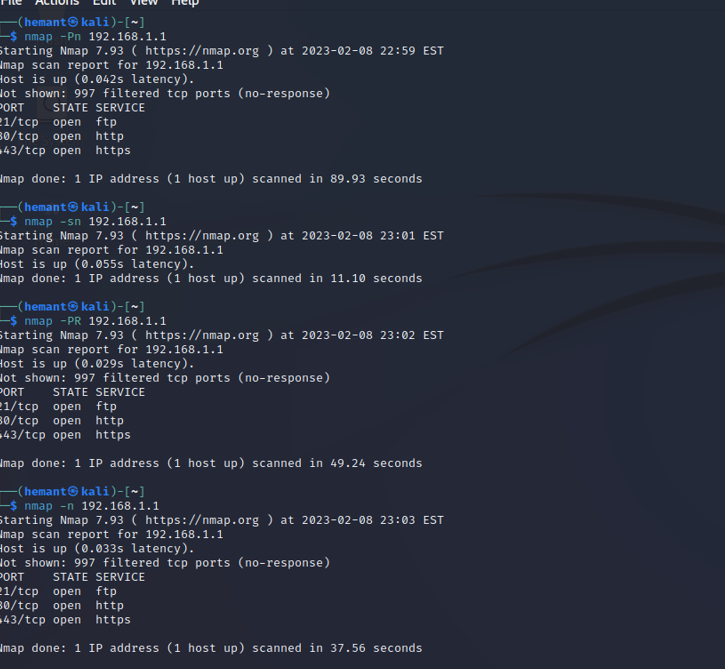 File Actions Edit View Help
(hemant㉿kali)-[~]
$ nmap -Pn 192.168.1.1
Starting Nmap 7.93 ( https://nmap.org ) at 2023-02-08 22:59 EST
Nmap scan report for 192.168.1.1
Host is up (0.042s latency).
Not shown: 997 filtered tcp ports (no-response)
PORT STATE SERVICE
21/tcp open ftp
80/tcp open http
443/tcp open https
Nmap done: 1 IP address (1 host up) scanned in 89.93 seconds
(hemant㉿kali)-[~]
$ nmap -sn 192.168.1.1
Starting Nmap 7.93 ( https://nmap.org ) at 2023-02-08 23:01 EST
Nmap scan report for 192.168.1.1
Host is up (0.055s latency).
Nmap done: 1 IP address (1 host up) scanned in 11.10 seconds
(hemant㉿kali)-[~]
$ nmap -PR 192.168.1.1
Starting Nmap 7.93 ( https://nmap.org ) at 2023-02-08 23:02 EST
Nmap scan report for 192.168.1.1
Host is up (0.029s latency).
Not shown: 997 filtered tcp ports (no-response)
PORT STATE SERVICE
21/tcp open ftp
80/tcp open http
443/tcp open https
Nmap done: 1 IP address (1 host up) scanned in 49.24 seconds
(hemant㉿kali)-[~]
$ nmap -n 192.168.1.1
Starting Nmap 7.93 ( https://nmap.org ) at 2023-02-08 23:03 EST
Nmap scan report for 192.168.1.1
Host is up (0.033s latency).
Not shown: 997 filtered tcp ports (no-response)
PORT STATE SERVICE
21/tcp open ftp
80/tcp open http
443/tcp open https
Nmap done: 1 IP address (1 host up) scanned in 37.56 seconds